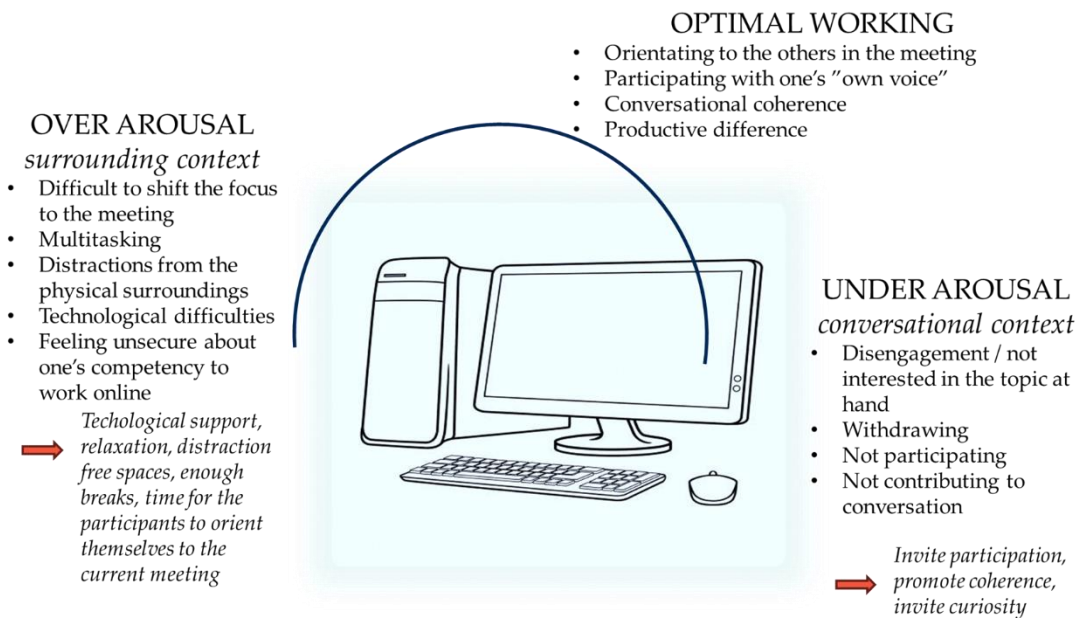 OPTIMAL WORKING
• Orientating to the others in the meeting
• Participating with one's "own voice"
• Conversational coherence
• Productive difference
OVER AROUSAL
surrounding context
• Difficult to shift the focus
to the meeting
• Multitasking
• Distractions from the
physical surroundings
• Technological difficulties
• Feeling unsecure about
one's competency to
work online
Techological support,
relaxation, distraction
free spaces, enough
breaks, time for the
participants to orient
themselves to the
current meeting
UNDER AROUSAL
conversational context
• Disengagement / not
interested in the topic at
hand
• Withdrawing
• Not participating
• Not contributing to
conversation
Invite participation,
promote coherence,
invite curiosity